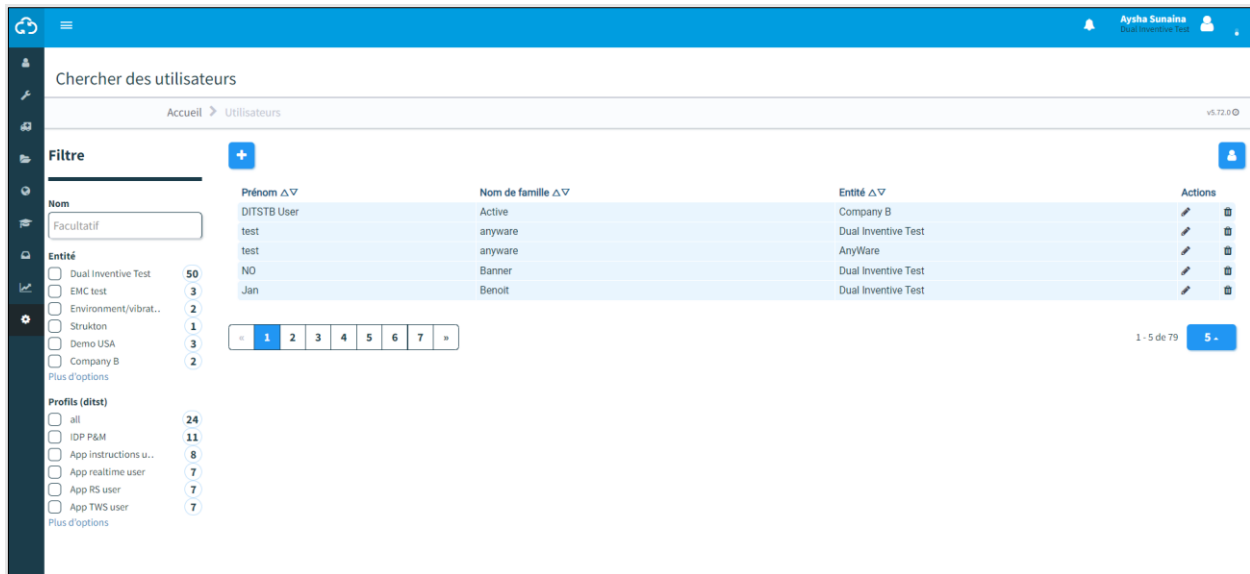 Aysha Sunaina
Dual Inventive Test
Chercher des utilisateurs
Accueil > Utilisateurs
v5.72.0
Filtre
Nom
Facultatif
Entité
Dual Inventive Test 50
EMC test 3
Environment/vibrat.. 2
Strukton 1
Demo USA 3
Company B 2
Plus d'options
Profils (ditst)
all 24
IDP P&M 11
App instructions u.. 8
App realtime user 7
App RS user 7
App TWS user 7
Plus d'options
+
Prénom △▽ Nom de famille △▽ Entité △▽ Actions
DITSTB User Active Company B
test anyware Dual Inventive Test
test anyware AnyWare
NO Banner Dual Inventive Test
Jan Benoit Dual Inventive Test
« 1 2 3 4 5 6 7 »
1 - 5 de 79 5